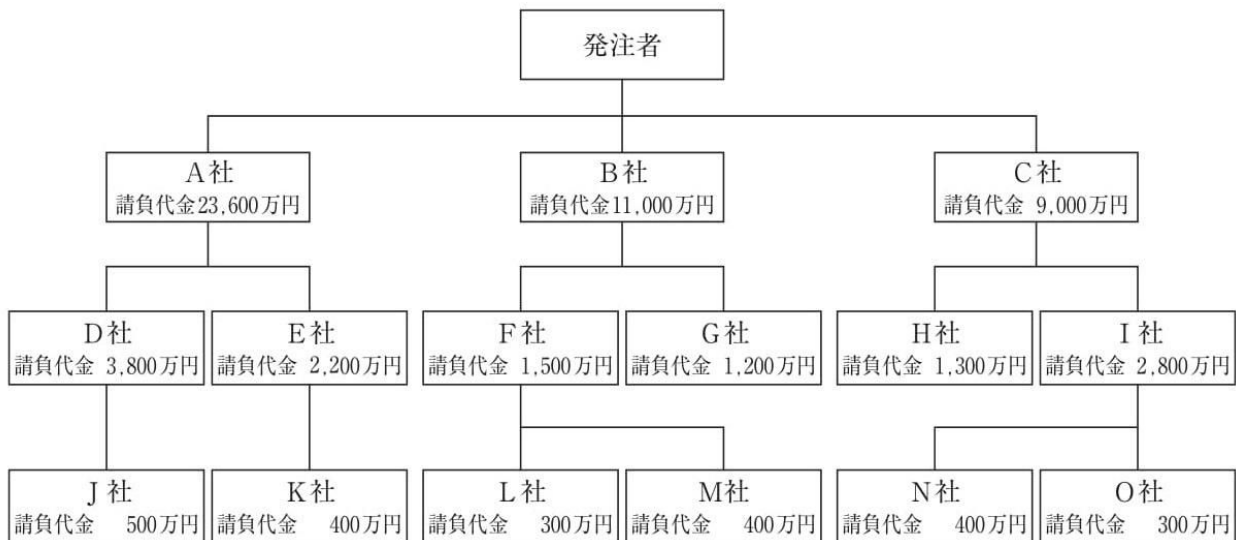 発注者
A社
請負代金23,600万円
B社
請負代金11,000万円
C社
請負代金 9,000万円
D社
請負代金 3,800万円
E社
請負代金 2,200万円
F社
請負代金 1,500万円
G社
請負代金 1,200万円
H社
請負代金 1,300万円
I社
請負代金 2,800万円
J社
請負代金 500万円
K社
請負代金 400万円
L社
請負代金 300万円
M社
請負代金 400万円
N社
請負代金 400万円
O社
請負代金 300万円